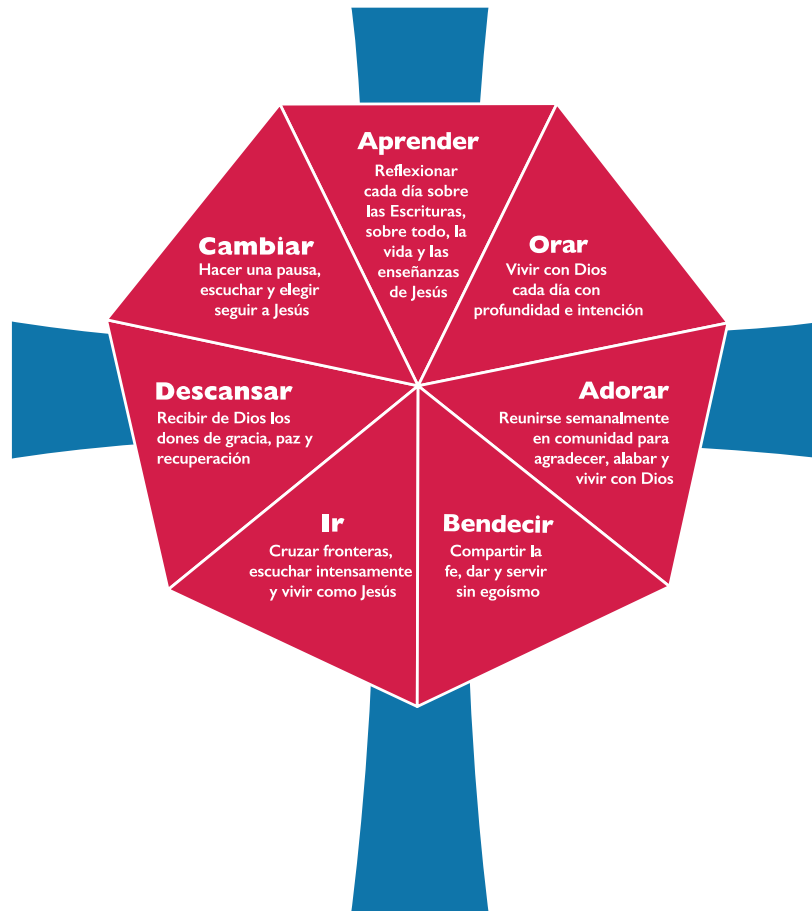 Aprender
Reflexionar
cada día sobre
las Escrituras,
sobre todo, la
vida y las
enseñanzas
de Jesús
Orar
Vivir con Dios
cada día con
profundidad e intención
Adorar
Reunirse semanalmente
en comunidad para
agradecer, alabar y
vivir con Dios
Bendecir
Compartir la
fe, dar y servir
sin egoísmo
Ir
Cruzar fronteras,
escuchar intensamente
y vivir como Jesús
Descansar
Recibir de Dios los
dones de gracia, paz y
recuperación
Cambiar
Hacer una pausa,
escuchar y elegir
seguir a Jesús